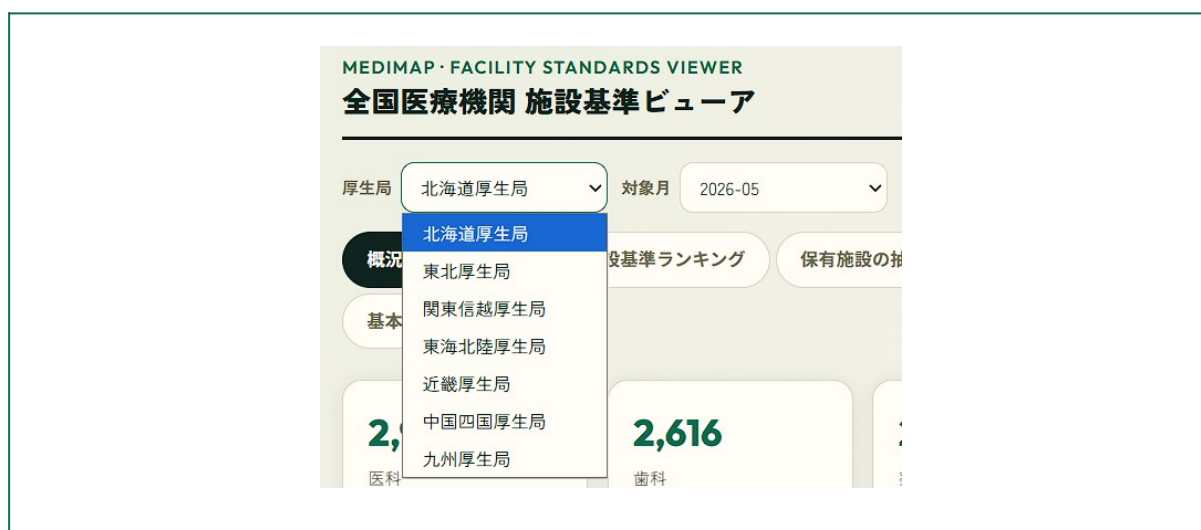 MEDIMAP · FACILITY STANDARDS VIEWER
全国医療機関 施設基準ビューア
厚生局 北海道厚生局 対象月 2026-05
北海道厚生局
東北厚生局
関東信越厚生局
東海北陸厚生局
近畿厚生局
中国四国厚生局
九州厚生局
概況
設基準ランキング
保有施設の
基本
2,616
医科
歯科